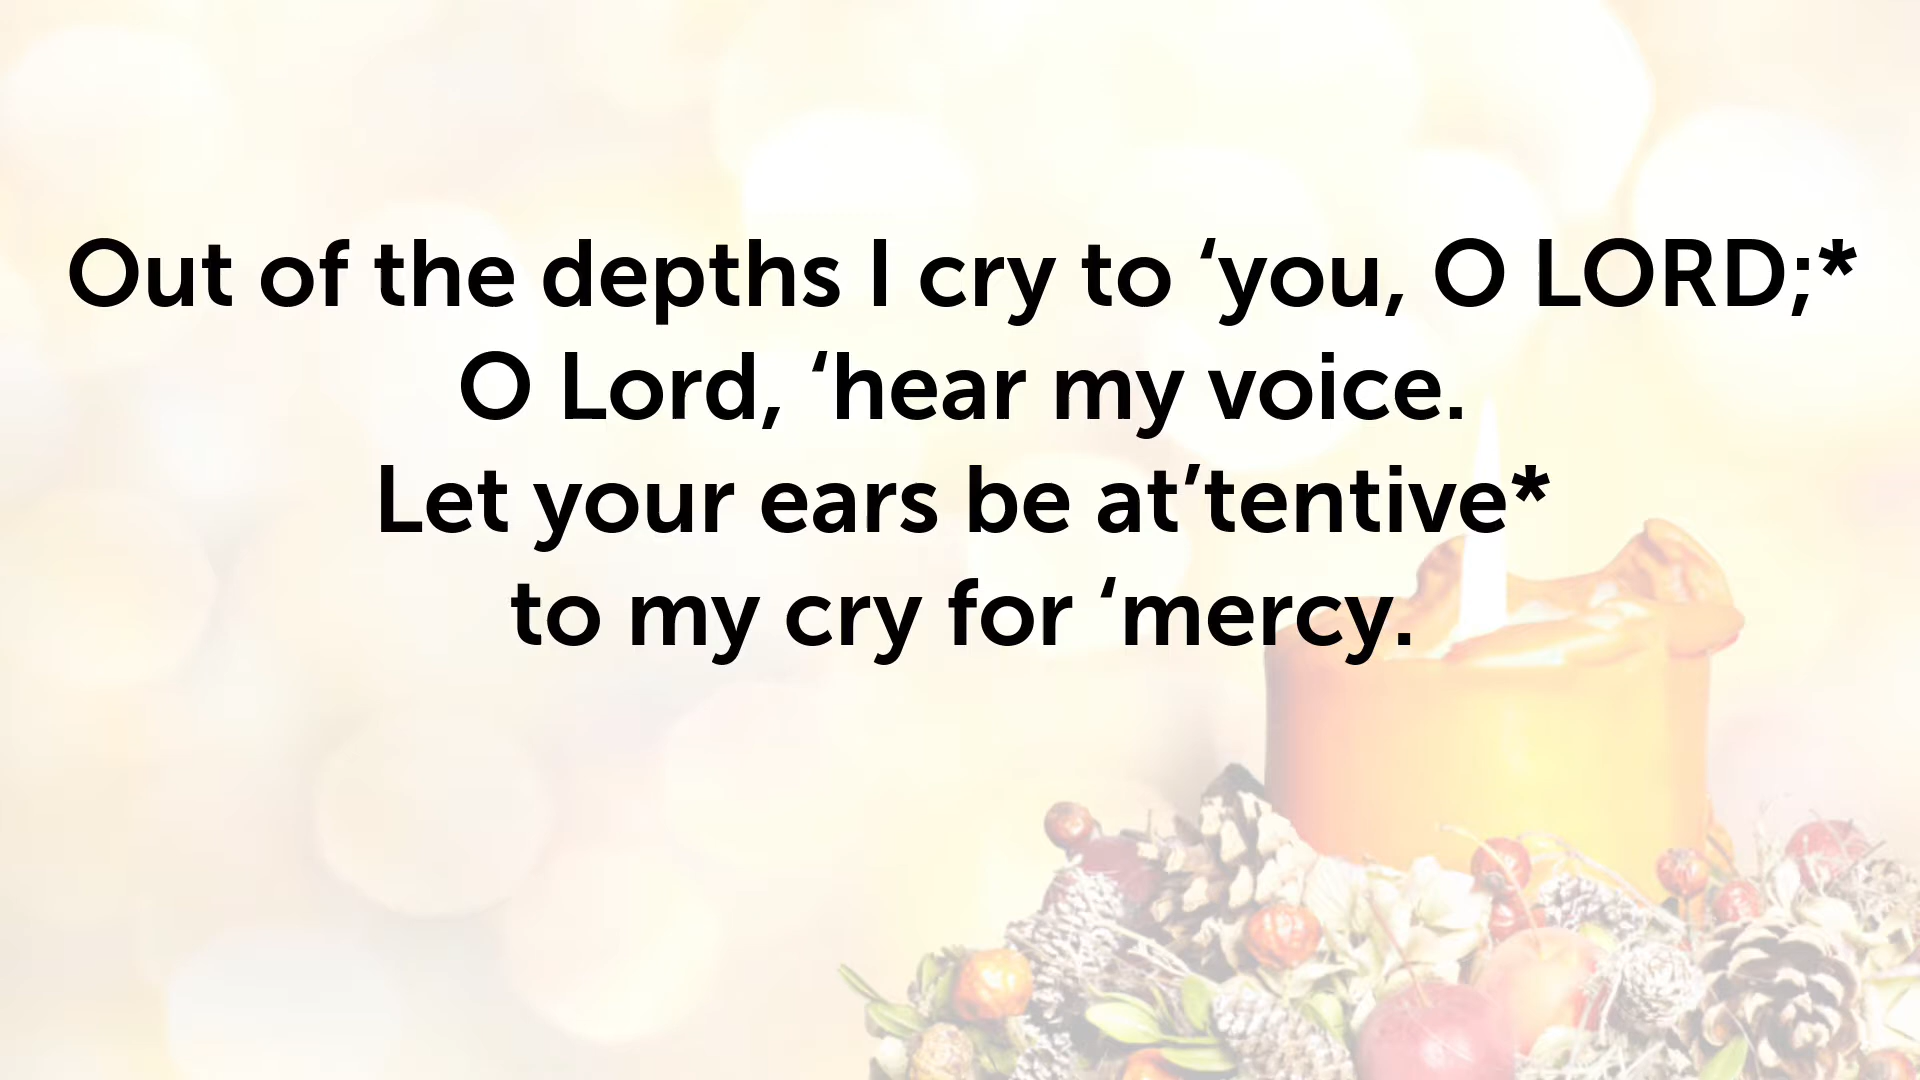 Out of the depths I cry to ‘you, O LORD;*
O Lord, ‘hear my voice.
Let your ears be at’tentive*
to my cry for ‘mercy.